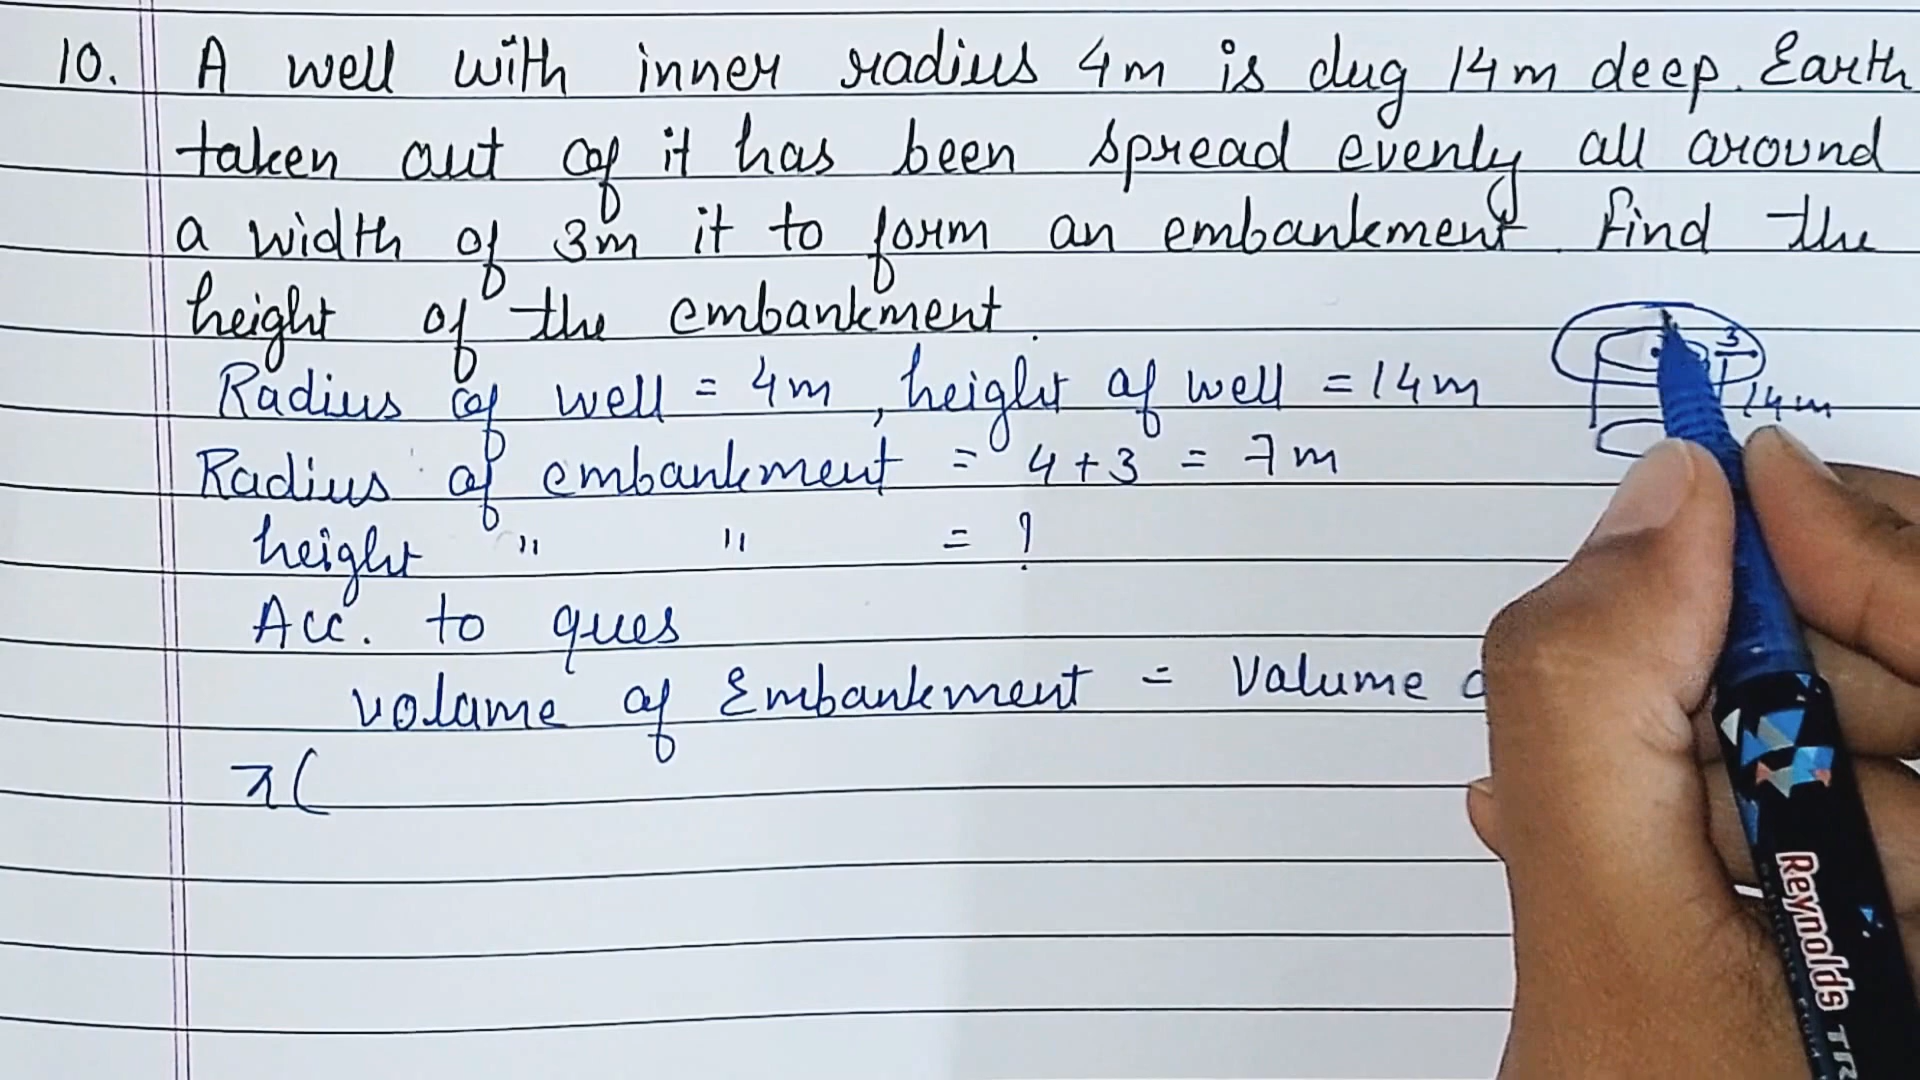 10. A well with inner radius 4m is dug 14m deep. Earth
taken out of it has been spread evenly all around
a width of 3m it to form an embankment. Find the
height of the embankment.
3
Radius of well = 4m, height of well = 14m
14m
Radius of embankment = 4+3 = 7m
height " " = ?
Acc. to ques
volume of Embankment = Volume
π(
Reynolds